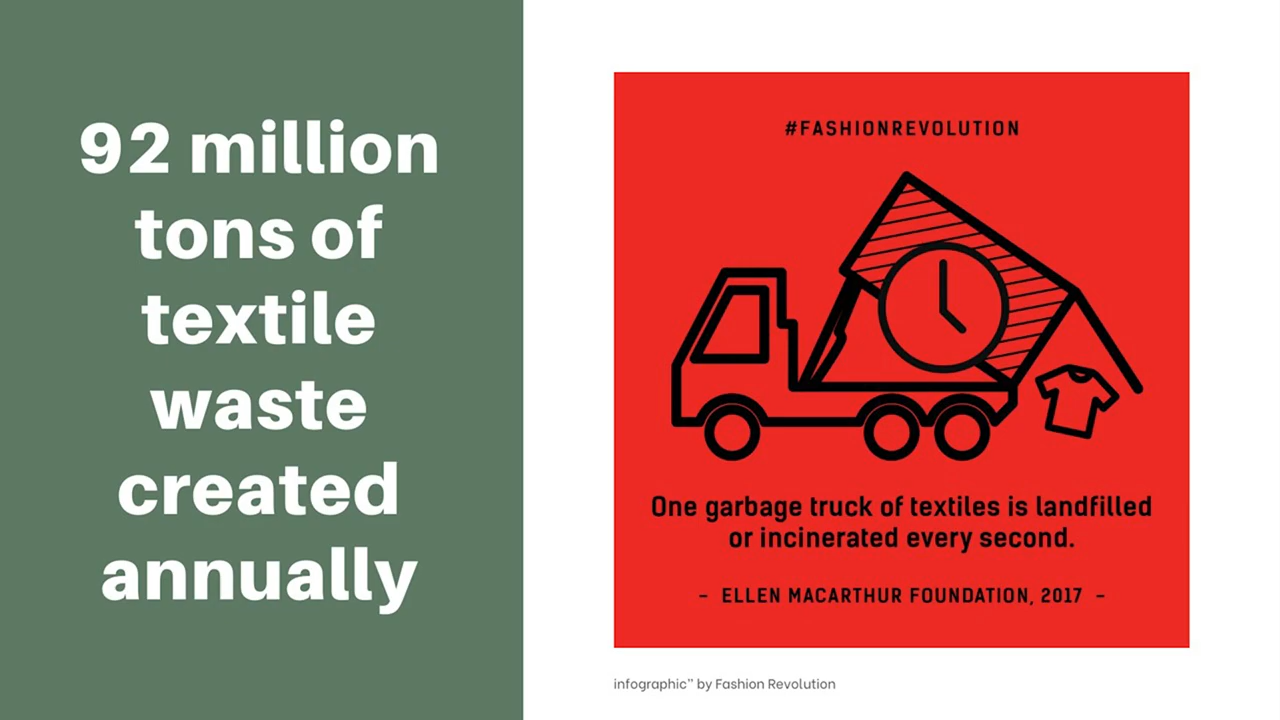 92 million
tons of
textile
waste
created
annually
#FASHIONREVOLUTION
One garbage truck of textiles is landfilled
or incinerated every second.
- ELLEN MACARTHUR FOUNDATION, 2017 -
infographic" by Fashion Revolution